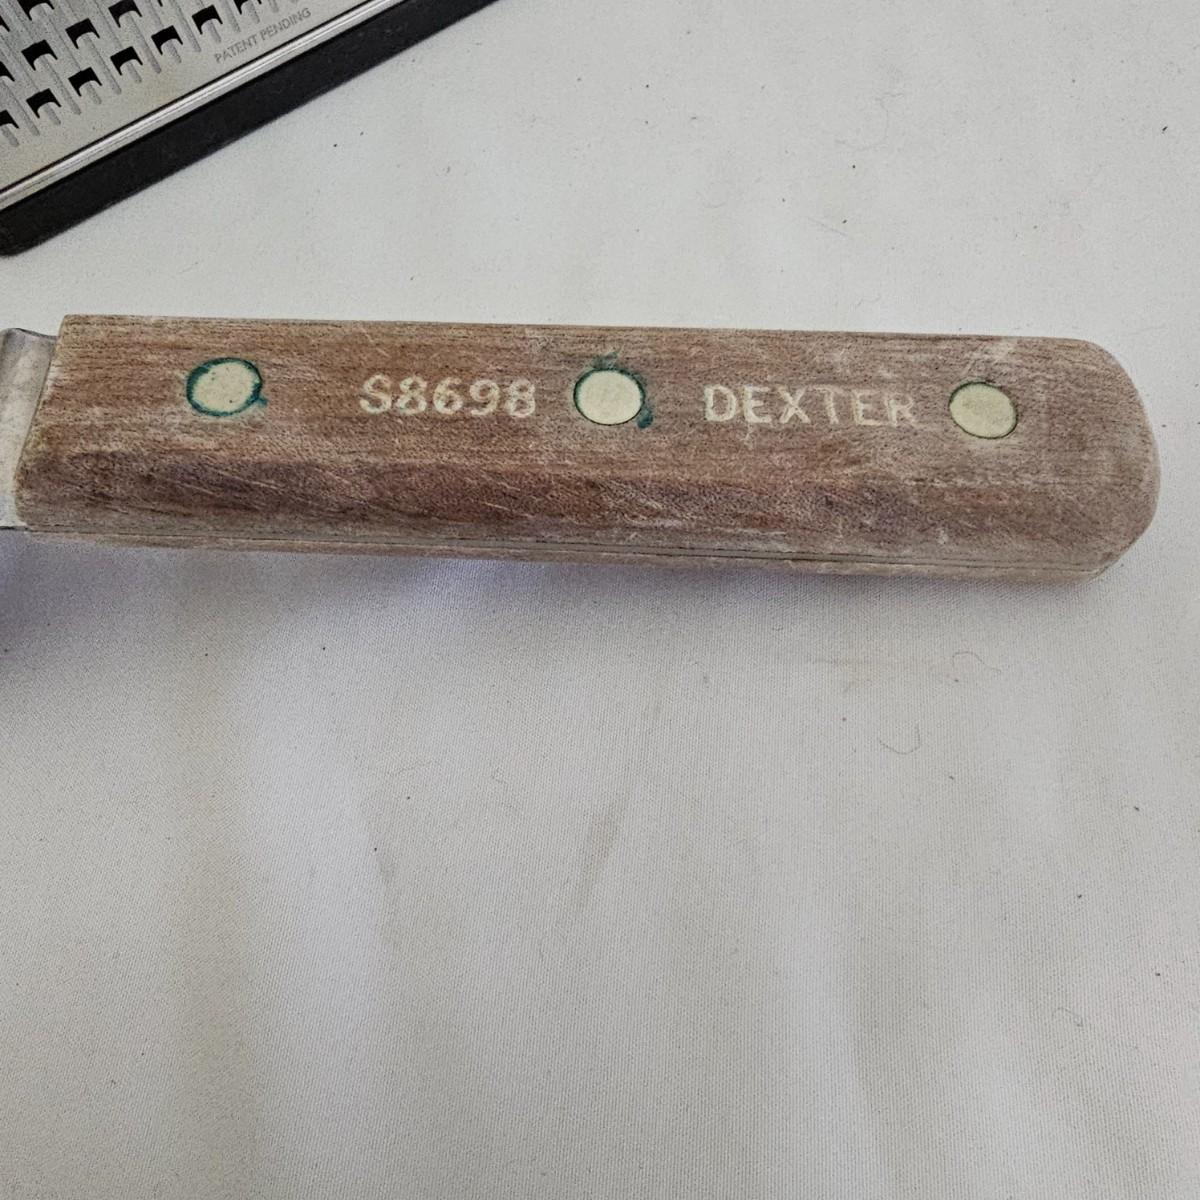 PATENT PENDING
S8698 DEXTER